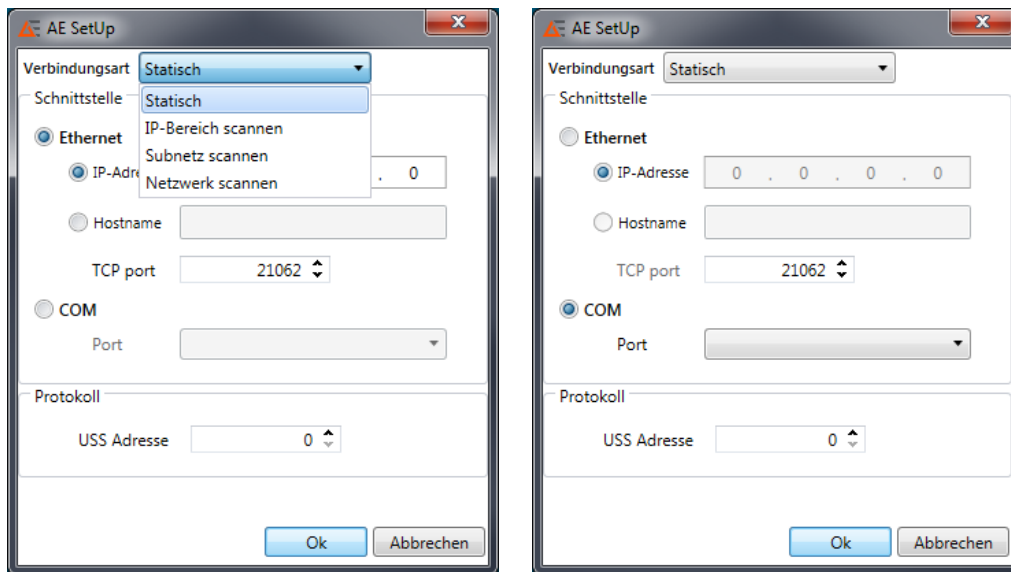 AE SetUp
Verbindungsart Statisch
Statisch
IP-Bereich scannen
Subnetz scannen
Netzwerk scannen
Schnittstelle
Ethernet
IP-Adre . 0
Hostname
TCP port 21062
COM
Port
Protokoll
USS Adresse 0
Ok Abbrechen
AE SetUp
Verbindungsart Statisch
Schnittstelle
Ethernet
IP-Adresse 0 . 0 . 0 . 0
Hostname
TCP port 21062
COM
Port
Protokoll
USS Adresse 0
Ok Abbrechen